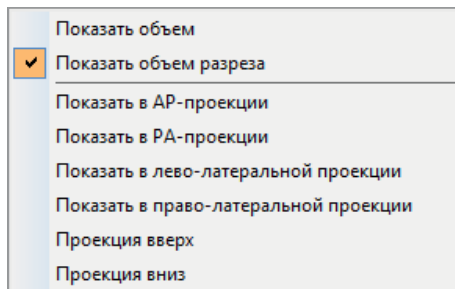 Показать объем
Показать объем разреза
Показать в AP-проекции
Показать в PA-проекции
Показать в лево-латеральной проекции
Показать в право-латеральной проекции
Проекция вверх
Проекция вниз